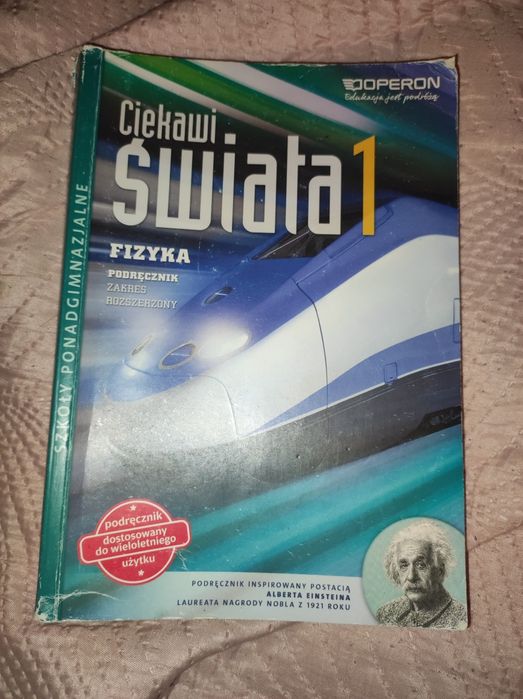 OPERON
Edukacja jest podróżą
Ciekawi
świata 1
FIZYKA
PODRĘCZNIK
ZAKRES
ROZSZERZONY
SZKOŁY PONADGIMNAZJALNE
podręcznik
dostosowany
do wieloletniego
użytku
PODRĘCZNIK INSPIROWANY POSTACIĄ
ALBERTA EINSTEINA
LAUREATA NAGRODY NOBLA Z 1921 ROKU